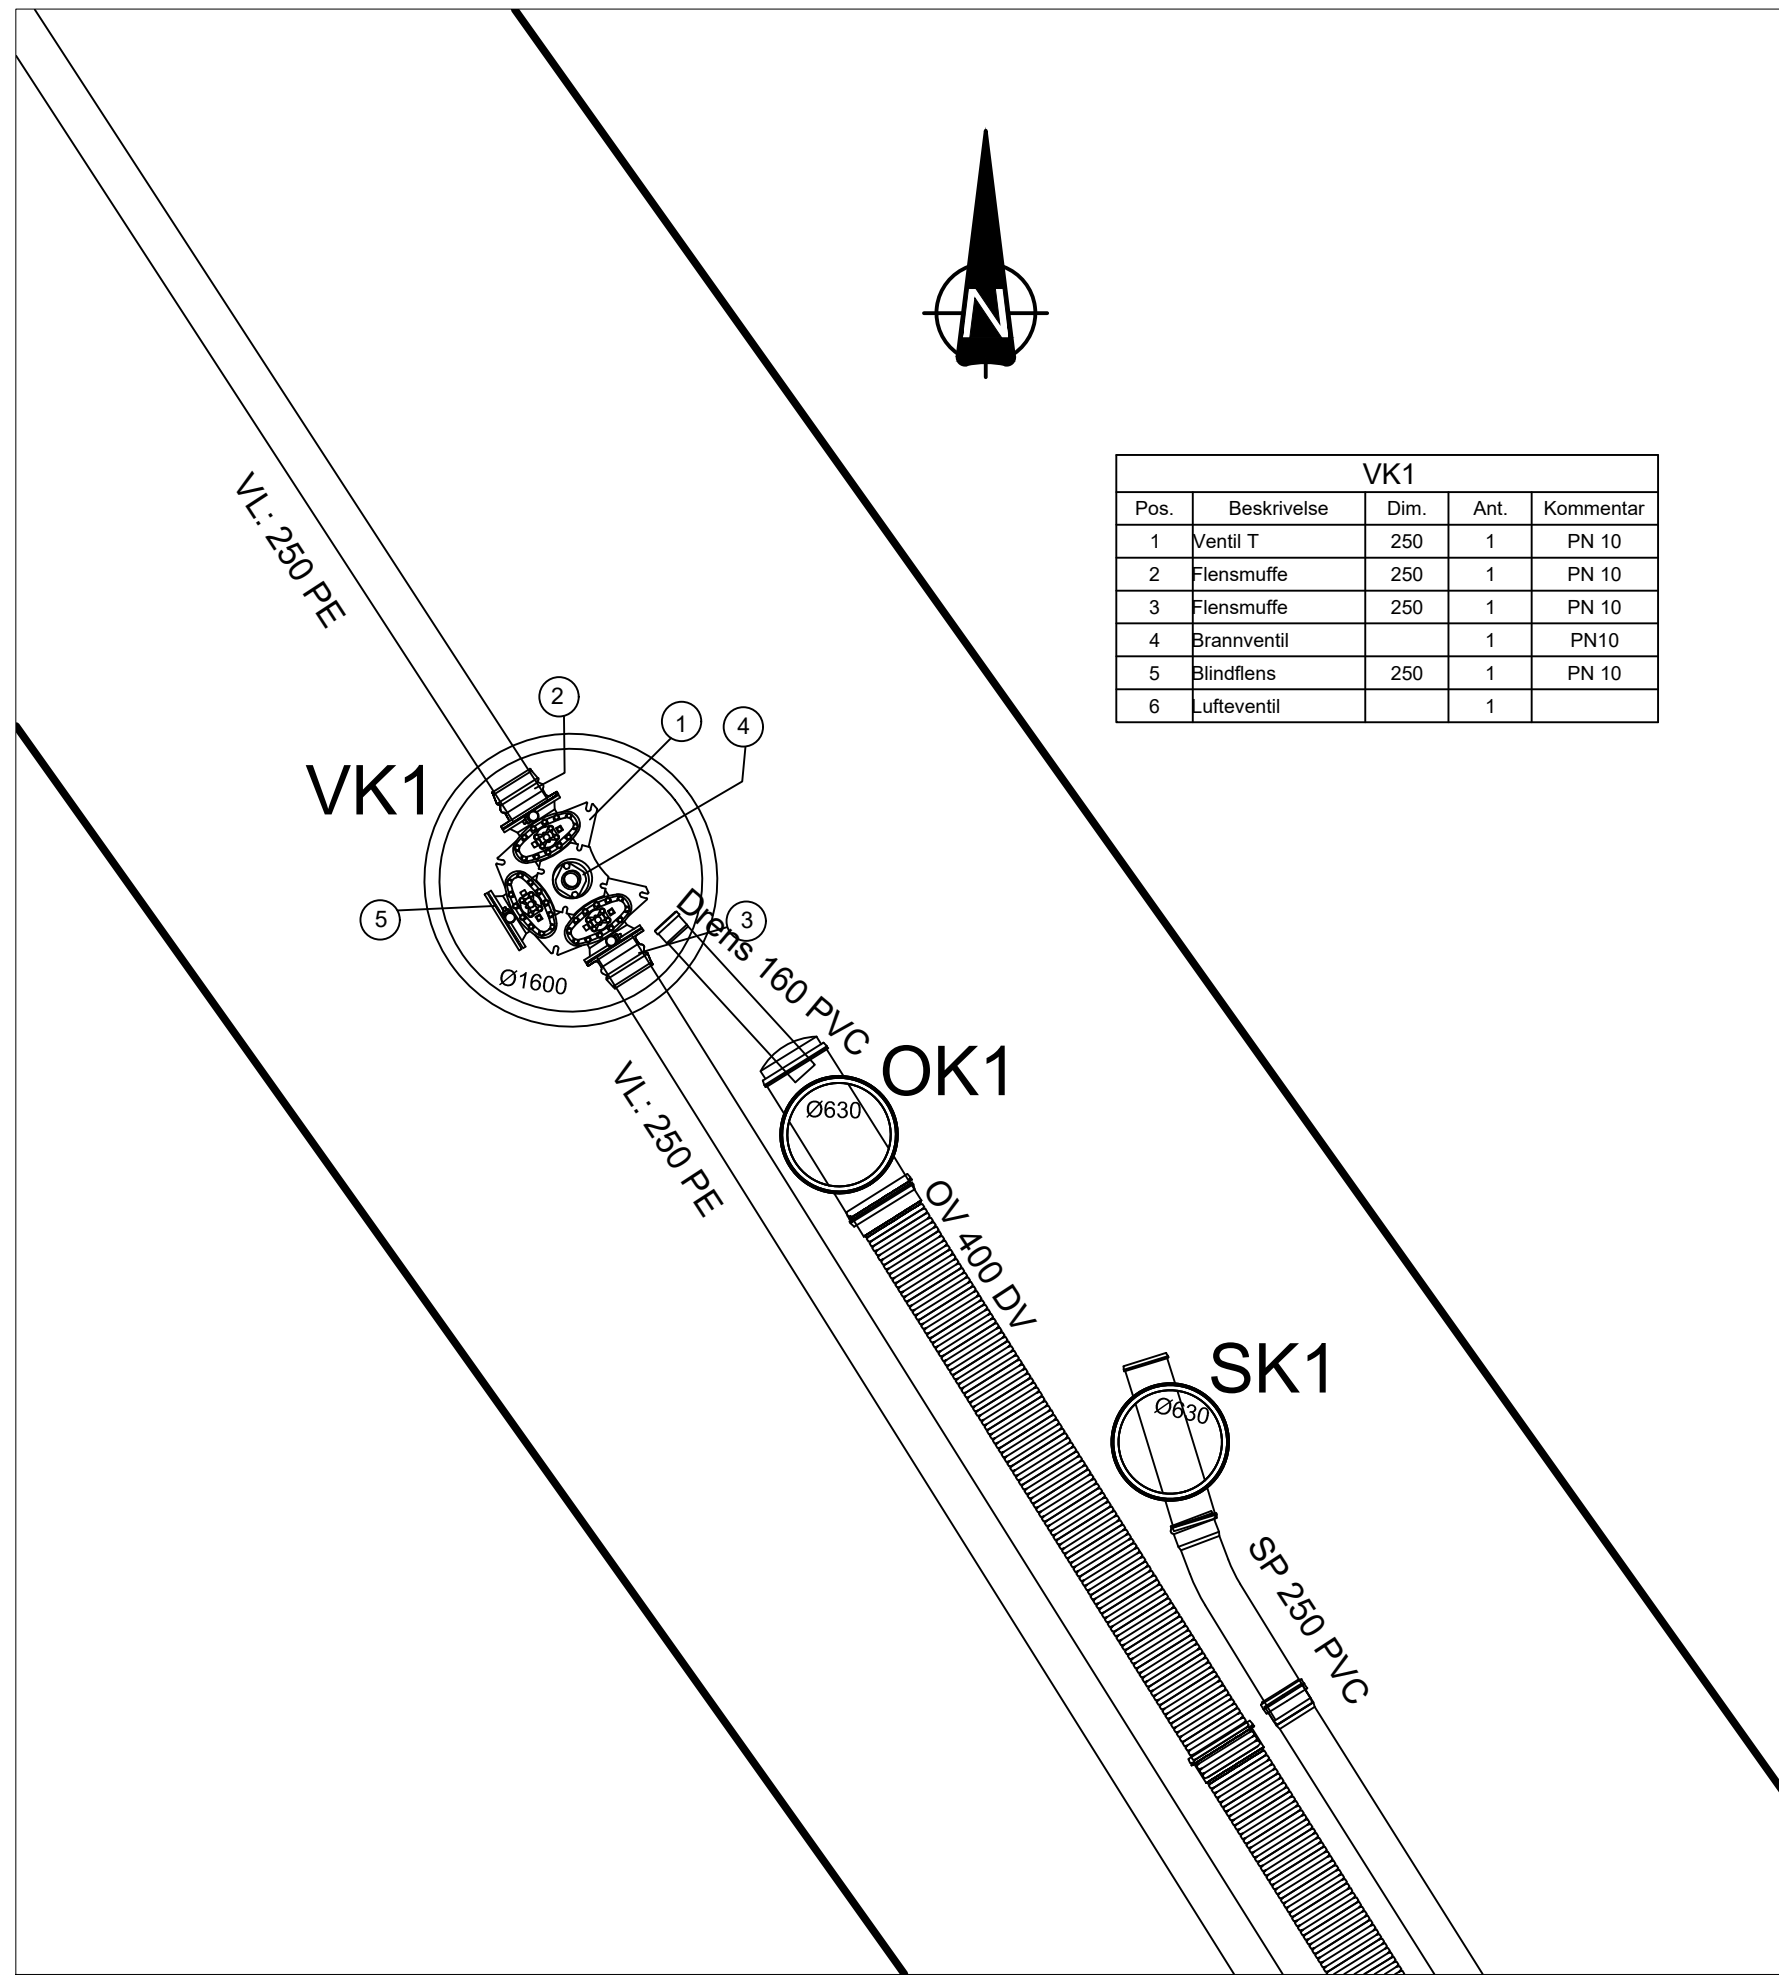 N
VK1
Pos. Beskrivelse Dim. Ant. Kommentar
1 Ventil T 250 1 PN 10
2 Flensmuffe 250 1 PN 10
3 Flensmuffe 250 1 PN 10
4 Brannventil 1 PN10
5 Blindflens 250 1 PN 10
6 Lufteventil 1
VL: 250 PE
2
1
4
VK1
5
3
Ø1600
Drens 160 PVC
OK1
Ø630
VL: 250 PE
OV 400 DV
SK1
Ø630
SP 250 PVC